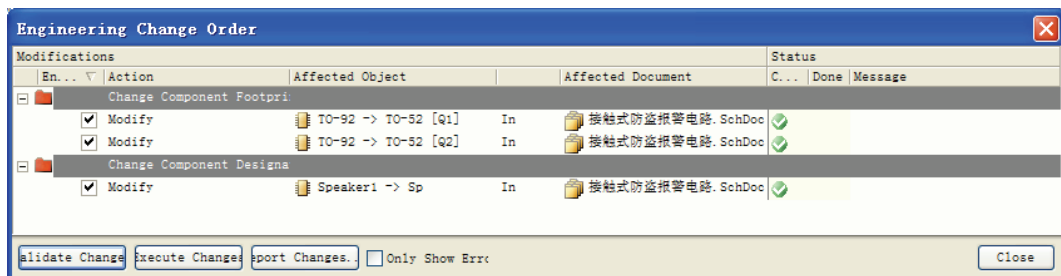 Engineering Change Order
Modifications Status
En... Action Affected Object Affected Document C... Done Message
Change Component Footpri
Modify TO-92 -> TO-52 [Q1] In 接触式防盗报警电路.SchDoc
Modify TO-92 -> TO-52 [Q2] In 接触式防盗报警电路.SchDoc
Change Component Designa
Modify Speaker1 -> Sp In 接触式防盗报警电路.SchDoc
alidate Change Execute Changes eport Changes.. Only Show Erro Close